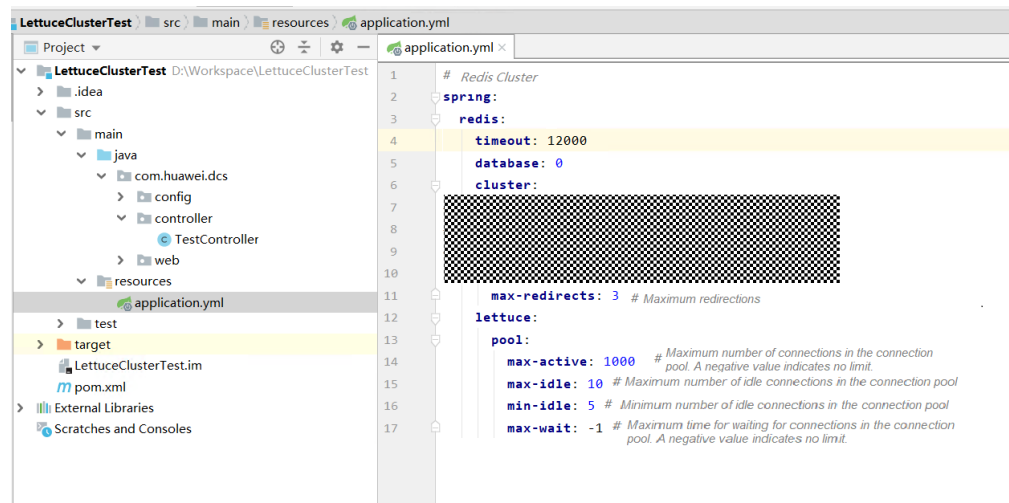 LettuceClusterTest src main resources application.yml
Project
application.yml
LettuceClusterTest D:\Workspace\LettuceClusterTest
.idea
src
main
java
com.huawei.dcs
config
controller
TestController
web
resources
application.yml
test
target
LettuceClusterTest.im
pom.xml
External Libraries
Scratches and Consoles
1 # Redis Cluster
2 spring:
3 redis:
4 timeout: 12000
5 database: 0
6 cluster:
7
8
9
10
11 max-redirects: 3 # Maximum redirections
12 lettuce:
13 pool:
14 max-active: 1000 # Maximum number of connections in the connection
pool. A negative value indicates no limit.
15 max-idle: 10 # Maximum number of idle connections in the connection pool
16 min-idle: 5 # Minimum number of idle connections in the connection pool
17 max-wait: -1 # Maximum time for waiting for connections in the connection
pool. A negative value indicates no limit.